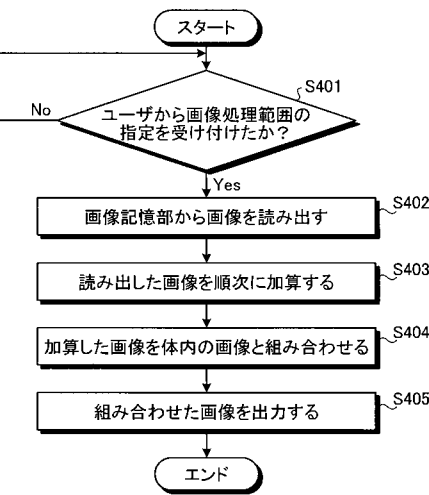 スタート
S401
No
ユーザから画像処理範囲の
指定を受け付けたか？
Yes
S402
画像記憶部から画像を読み出す
S403
読み出した画像を順次に加算する
S404
加算した画像を体内の画像と組み合わせる
S405
組み合わせた画像を出力する
エンド